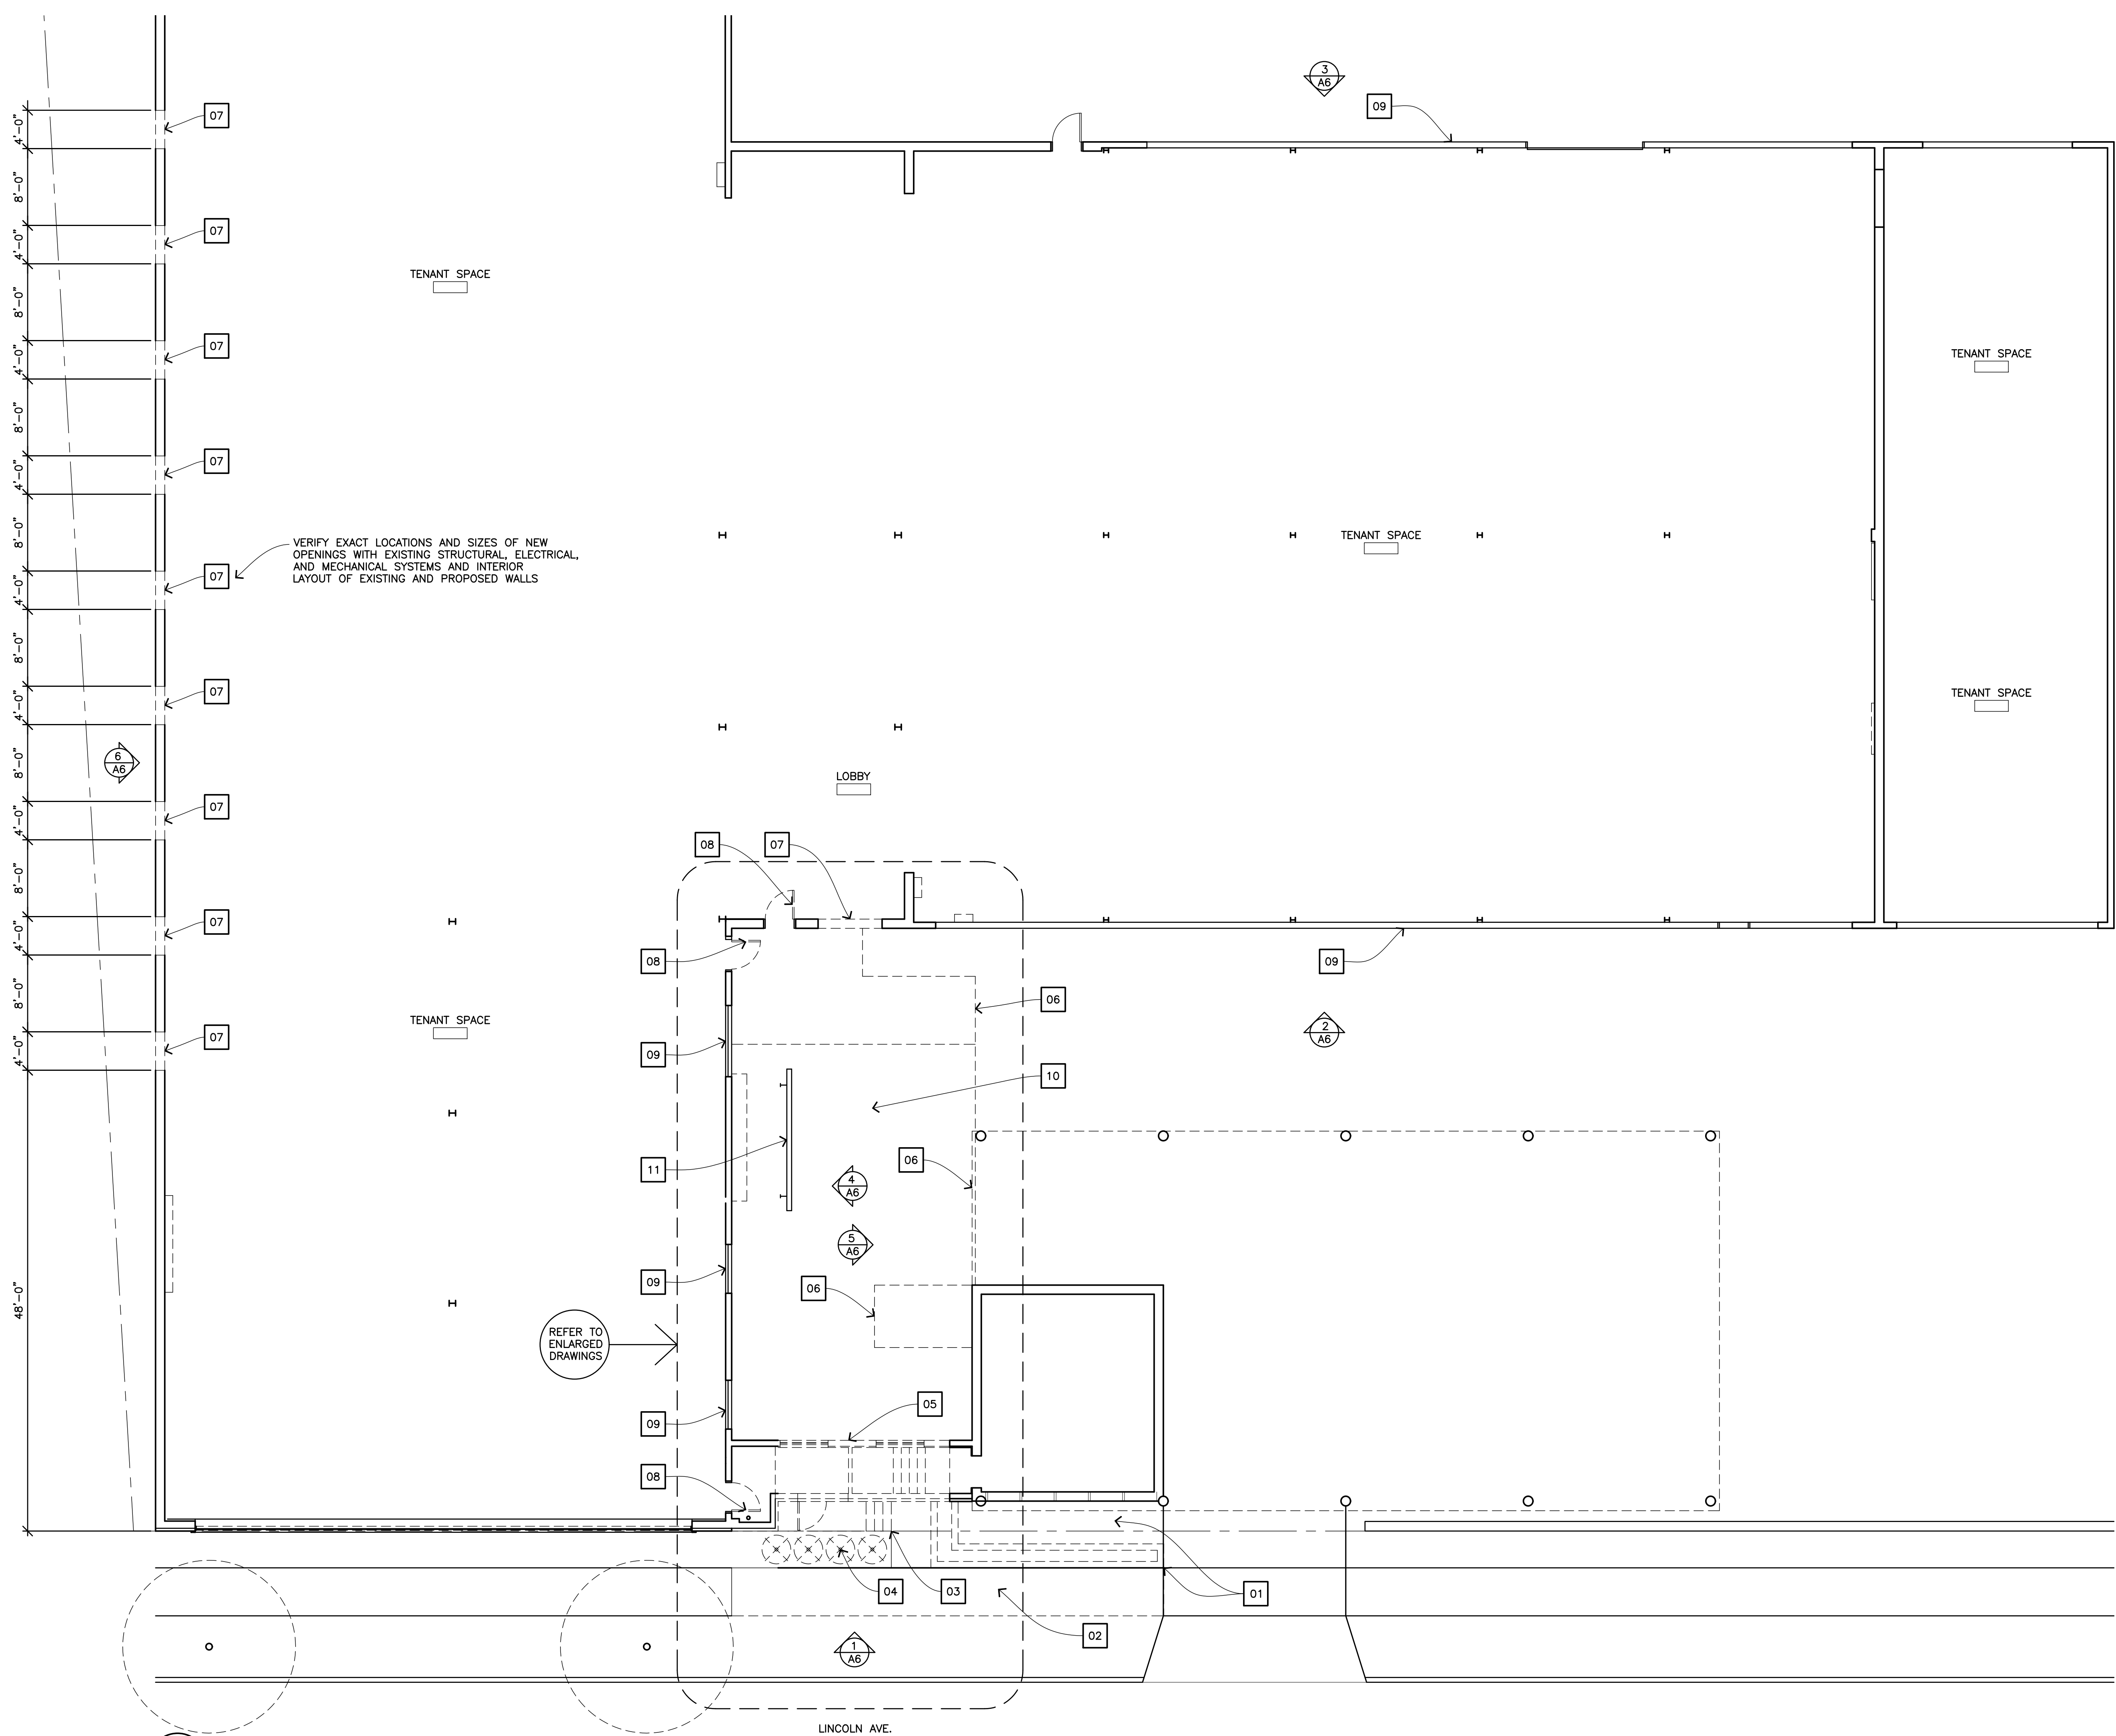 3
A6
09
07
4'-0"
8'-0"
07
4'-0"
TENANT SPACE
8'-0"
07
4'-0"
TENANT SPACE
8'-0"
07
4'-0"
8'-0"
VERIFY EXACT LOCATIONS AND SIZES OF NEW
OPENINGS WITH EXISTING STRUCTURAL, ELECTRICAL,
AND MECHANICAL SYSTEMS AND INTERIOR
LAYOUT OF EXISTING AND PROPOSED WALLS
TENANT SPACE
07
4'-0"
8'-0"
07
4'-0"
TENANT SPACE
6
A6
8'-0"
LOBBY
07
4'-0"
08
07
8'-0"
07
4'-0"
08
09
06
8'-0"
TENANT SPACE
2
A6
07
4'-0"
09
10
11
06
4
A6
5
A6
09
06
48'-0"
REFER TO
ENLARGED
DRAWINGS
05
09
08
04
03
01
02
1
A6
LINCOLN AVE.